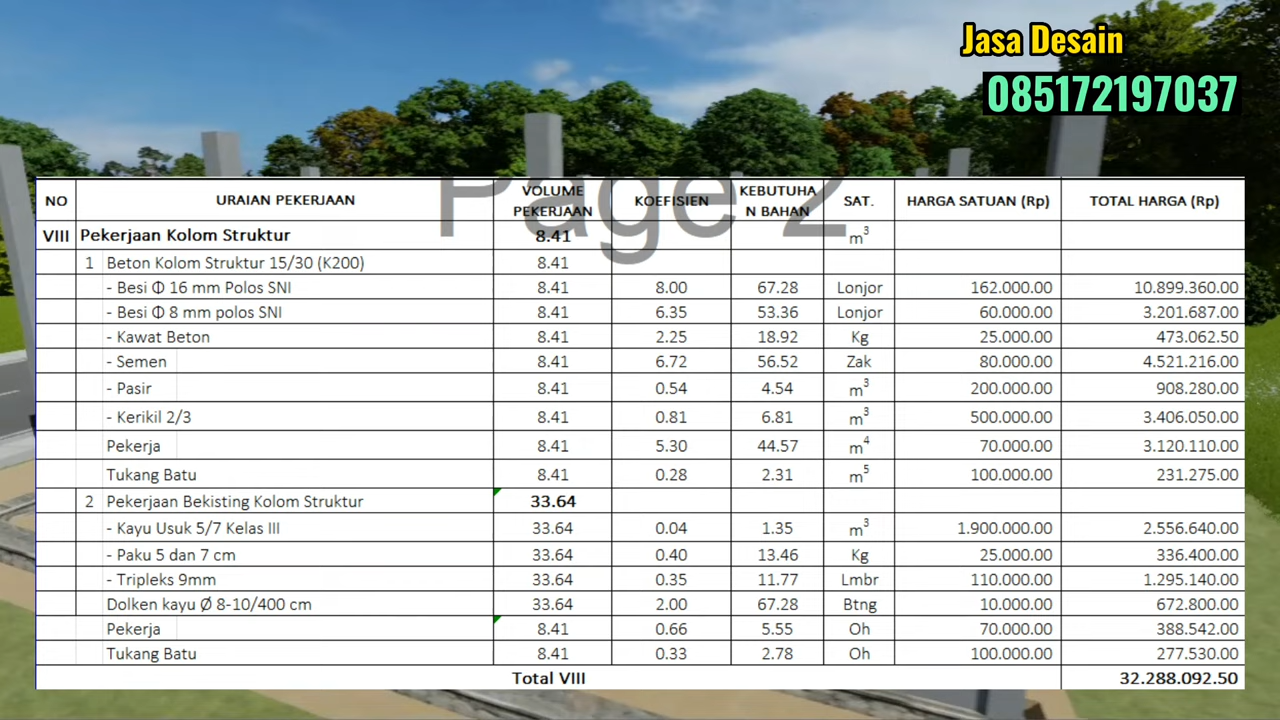 Jasa Desain
085172197037
Page 2
NO URAIAN PEKERJAAN VOLUME PEKERJAAN KOEFISIEN KEBUTUHA N BAHAN SAT. HARGA SATUAN (Rp) TOTAL HARGA (Rp)
VIII Pekerjaan Kolom Struktur 8.41 m³
1 Beton Kolom Struktur 15/30 (K200) 8.41
- Besi Φ 16 mm Polos SNI 8.41 8.00 67.28 Lonjor 162.000.00 10.899.360.00
- Besi Φ 8 mm polos SNI 8.41 6.35 53.36 Lonjor 60.000.00 3.201.687.00
- Kawat Beton 8.41 2.25 18.92 Kg 25.000.00 473.062.50
- Semen 8.41 6.72 56.52 Zak 80.000.00 4.521.216.00
- Pasir 8.41 0.54 4.54 m³ 200.000.00 908.280.00
- Kerikil 2/3 8.41 0.81 6.81 m³ 500.000.00 3.406.050.00
Pekerja 8.41 5.30 44.57 m⁴ 70.000.00 3.120.110.00
Tukang Batu 8.41 0.28 2.31 m⁵ 100.000.00 231.275.00
2 Pekerjaan Bekisting Kolom Struktur 33.64
- Kayu Usuk 5/7 Kelas III 33.64 0.04 1.35 m³ 1.900.000.00 2.556.640.00
- Paku 5 dan 7 cm 33.64 0.40 13.46 Kg 25.000.00 336.400.00
- Tripleks 9mm 33.64 0.35 11.77 Lmbr 110.000.00 1.295.140.00
Dolken kayu Ø 8-10/400 cm 33.64 2.00 67.28 Btng 10.000.00 672.800.00
Pekerja 8.41 0.66 5.55 Oh 70.000.00 388.542.00
Tukang Batu 8.41 0.33 2.78 Oh 100.000.00 277.530.00
Total VIII 32.288.092.50